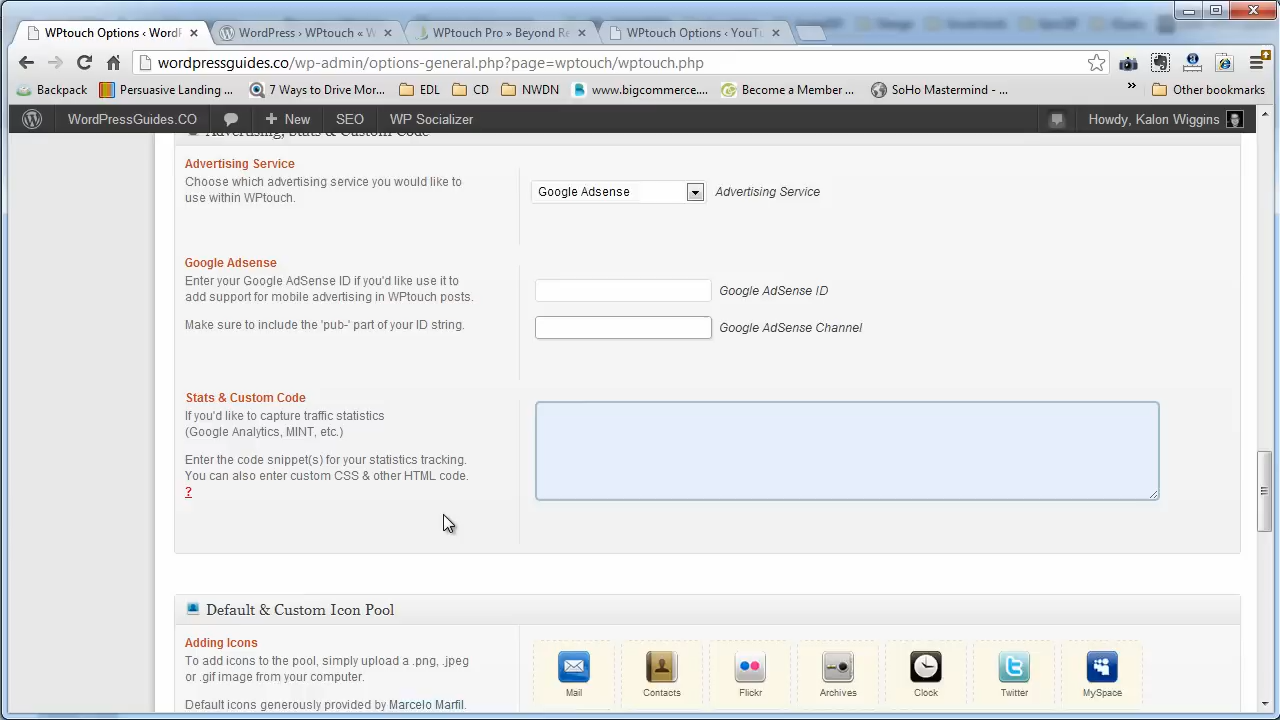 WPtouch Options ‹ WordP
WordPress › WPtouch « 
WPtouch Pro » Beyond Re
WPtouch Options ‹ YouTu
wordpressguides.co/wp-admin/options-general.php?page=wptouch/wptouch.php
Backpack
Persuasive Landing ...
7 Ways to Drive Mor...
EDL
CD
NWDN
www.bigcommerce....
Become a Member ...
SoHo Mastermind - ...
»
Other bookmarks
WordPressGuides.CO
+ New
SEO
WP Socializer
Howdy, Kalon Wiggins
Advertising, Stats & Custom Code
Advertising Service
Choose which advertising service you would like to
use within WPtouch.
Google Adsense
Advertising Service
Google Adsense
Enter your Google AdSense ID if you'd like use it to
add support for mobile advertising in WPtouch posts.
Make sure to include the 'pub-' part of your ID string.
Google AdSense ID
Google AdSense Channel
Stats & Custom Code
If you'd like to capture traffic statistics
(Google Analytics, MINT, etc.)
Enter the code snippet(s) for your statistics tracking.
You can also enter custom CSS & other HTML code.
?
Default & Custom Icon Pool
Adding Icons
To add icons to the pool, simply upload a .png, .jpeg
or .gif image from your computer.
Default icons generously provided by Marcelo Marfil.
Mail
Contacts
Flickr
Archives
Clock
Twitter
MySpace